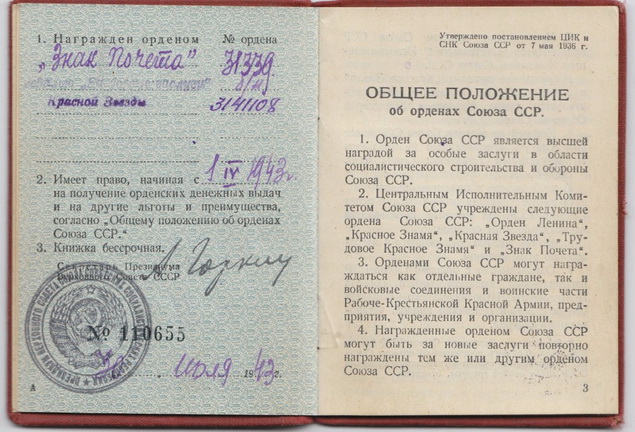 1. Награжден орденом № ордена
„Знак Почета" 31339
б/№
Красной Звезды 3141108
2. Имеет право, начиная с 1 IV 1943 г.
на получение орденских денежных выдач
и на другие льготы и преимущества,
согласно „Общему положению об орденах
Союза ССР."
3. Книжка бессрочная.
Секретарь Президиума
Верховного Совета СССР
А Горкин
№ 110655
июля 1943 г.
А
Утверждено постановлением ЦИК и
СНК Союза ССР от 7 мая 1936 г.
ОБЩЕЕ ПОЛОЖЕНИЕ
об орденах Союза ССР.
1. Орден Союза ССР является высшей
наградой за особые заслуги в области
социалистического строительства и обороны
Союза ССР.
2. Центральным Исполнительным Коми-
тетом Союза ССР учреждены следующие
ордена Союза ССР: „Орден Ленина",
„Красное Знамя", „Красная Звезда", „Тру-
довое Красное Знамя" и „Знак Почета".
3. Орденами Союза ССР могут награ-
ждаться как отдельные граждане, так и
войсковые соединения и воинские части
Рабоче-Крестьянской Красной Армии, пред-
приятия, учреждения и организации.
4. Награжденные орденом Союза ССР
могут быть за новые заслуги повторно
награждены тем же или другим орденом
Союза ССР.
3